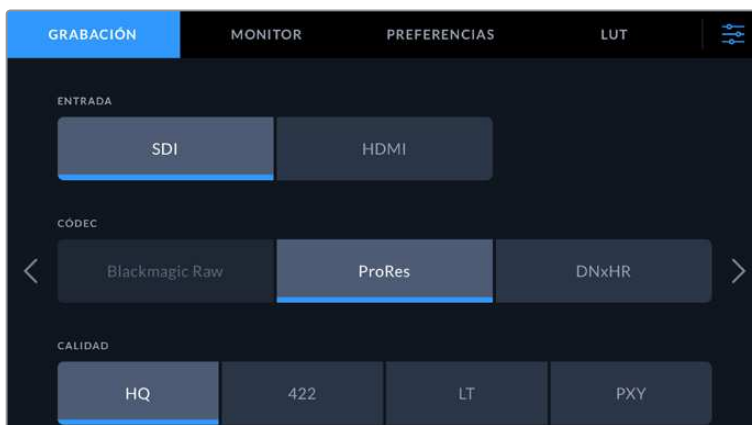 GRABACIÓN MONITOR PREFERENCIAS LUT
ENTRADA
SDI HDMI
CÓDEC
Blackmagic Raw ProRes DNxHR
CALIDAD
HQ 422 LT PXY